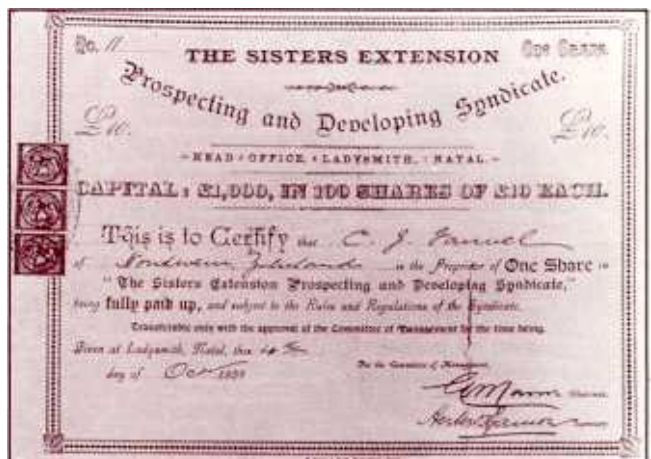 No. 11
One Share.
THE SISTERS EXTENSION
Prospecting and Developing Syndicate.
£10.
£10.
HEAD OFFICE, LADYSMITH, NATAL.
CAPITAL: £1,000, IN 100 SHARES OF £10 EACH.
This is to Certify that C. J.
of Zululand is the Proprietor of One Share in
"The Sisters Extension Prospecting and Developing Syndicate,"
being fully paid up, and subject to the Rules and Regulations of the Syndicate.
Transferable only with the approval of the Committee of Management for the time being.
Given at Ladysmith, Natal, this
day of Oct
For the Committee of Management,
Chairman